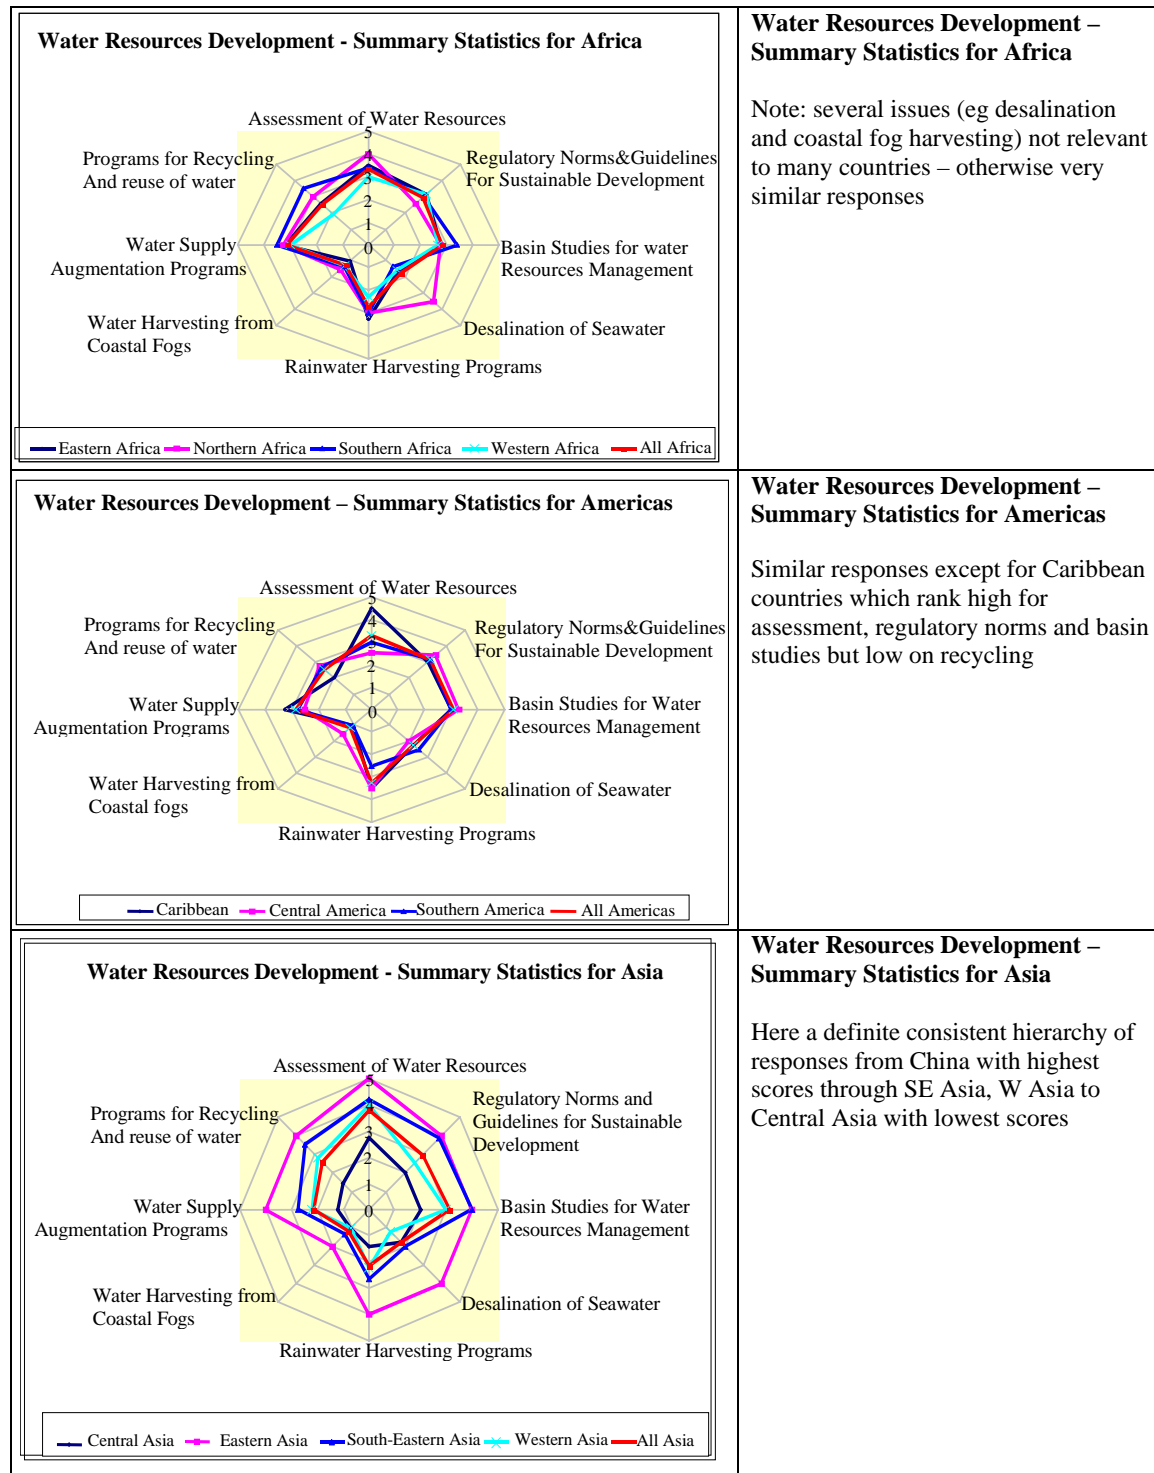 Water Resources Development - Summary Statistics for Africa
Assessment of Water Resources
5
4
3
2
1
0
Regulatory Norms&Guidelines
For Sustainable Development
Basin Studies for water
Resources Management
Desalination of Seawater
Rainwater Harvesting Programs
Water Harvesting from
Coastal Fogs
Water Supply
Augmentation Programs
Programs for Recycling
And reuse of water
Eastern Africa Northern Africa Southern Africa Western Africa All Africa
Water Resources Development –
Summary Statistics for Africa
Note: several issues (eg desalination
and coastal fog harvesting) not relevant
to many countries – otherwise very
similar responses
Water Resources Development – Summary Statistics for Americas
Assessment of Water Resources
5
4
3
2
1
0
Regulatory Norms&Guidelines
For Sustainable Development
Basin Studies for Water
Resources Management
Desalination of Seawater
Rainwater Harvesting Programs
Water Harvesting from
Coastal fogs
Water Supply
Augmentation Programs
Programs for Recycling
And reuse of water
Caribbean Central America Southern America All Americas
Water Resources Development –
Summary Statistics for Americas
Similar responses except for Caribbean
countries which rank high for
assessment, regulatory norms and basin
studies but low on recycling
Water Resources Development - Summary Statistics for Asia
Assessment of Water Resources
5
4
3
2
1
0
Regulatory Norms and
Guidelines for Sustainable
Development
Basin Studies for Water
Resources Management
Desalination of Seawater
Rainwater Harvesting Programs
Water Harvesting from
Coastal Fogs
Water Supply
Augmentation Programs
Programs for Recycling
And reuse of water
Central Asia Eastern Asia South-Eastern Asia Western Asia All Asia
Water Resources Development –
Summary Statistics for Asia
Here a definite consistent hierarchy of
responses from China with highest
scores through SE Asia, W Asia to
Central Asia with lowest scores